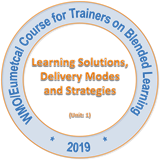 WMO/Eumetcal Course for Trainers on Blended Learning
Learning Solutions,
Delivery Modes
and Strategies
(Unit: 1)
* 2019 *